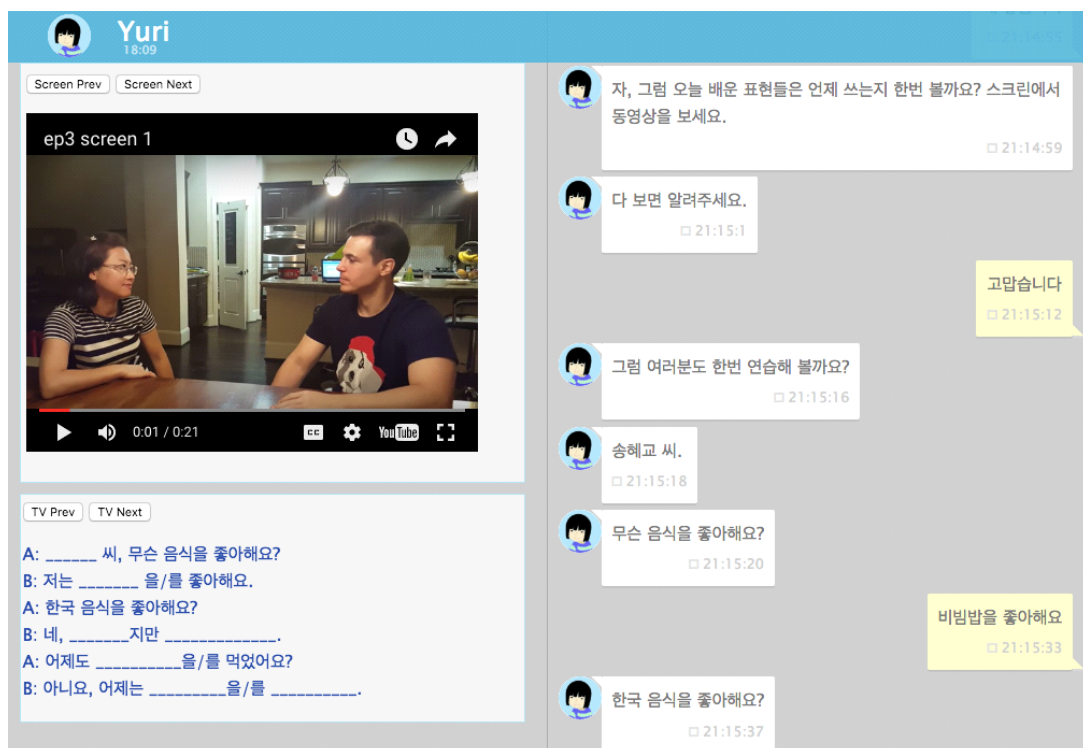 Yuri
18:09
21:14:55
Screen Prev
Screen Next
ep3 screen 1
0:01 / 0:21
CC
YouTube
TV Prev
TV Next
A: ______ 씨, 무슨 음식을 좋아해요?
B: 저는 _______ 을/를 좋아해요.
A: 한국 음식을 좋아해요?
B: 네, _______지만 _____________.
A: 어제도 __________을/를 먹었어요?
B: 아니요, 어제는 _________을/를 __________.
자, 그럼 오늘 배운 표현들은 언제 쓰는지 한번 볼까요? 스크린에서
동영상을 보세요.
21:14:59
다 보면 알려주세요.
21:15:1
고맙습니다
21:15:12
그럼 여러분도 한번 연습해 볼까요?
21:15:16
송혜교 씨.
21:15:18
무슨 음식을 좋아해요?
21:15:20
비빔밥을 좋아해요
21:15:33
한국 음식을 좋아해요?
21:15:37